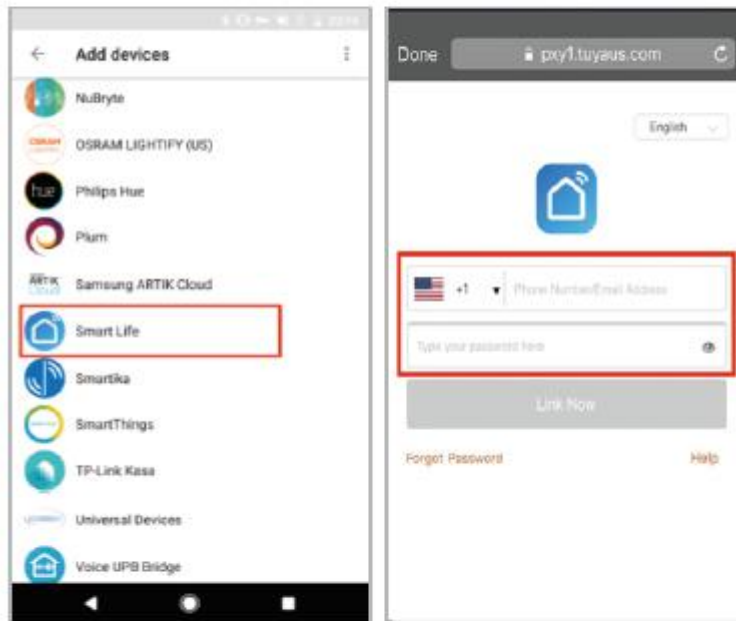 Add devices
NuBryte
OSRAM LIGHTIFY (US)
hue
Philips Hue
Plum
Samsung ARTIK Cloud
Smart Life
Smartika
SmartThings
TP-Link Kasa
Universal Devices
Voice UPB Bridge
Done
pxy1.tuyaus.com
English
+1
Phone Number/Email Address
Type your password here
Link Now
Forgot Password
Help